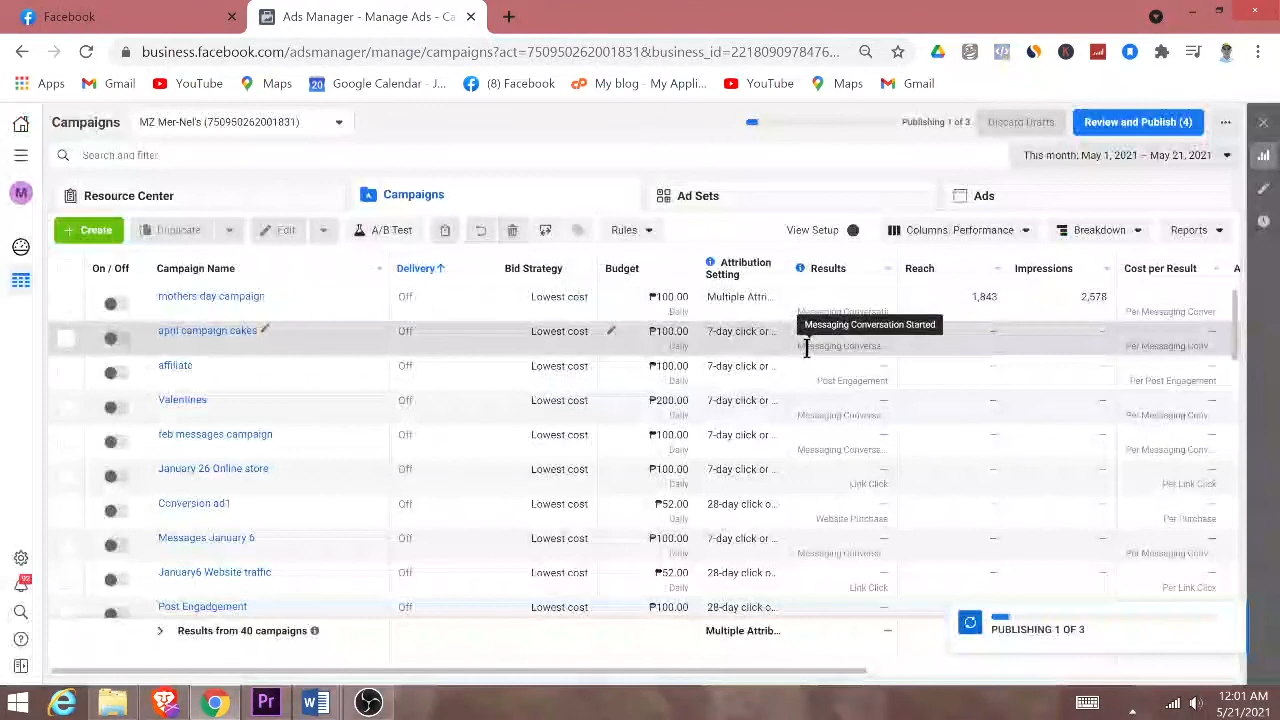 Facebook
Ads Manager - Manage Ads - Ca
business.facebook.com/adsmanager/manage/campaigns?act=750950262001831&business_id=2218090978476...
Apps
Gmail
YouTube
Maps
Google Calendar - J...
(8) Facebook
My blog - My Appli...
YouTube
Maps
Gmail
Campaigns
MZ Mer-Nel's (750950262001831)
Publishing 1 of 3
Discard Drafts
Review and Publish (4)
Search and filter
This month: May 1, 2021 – May 21, 2021
Resource Center
Campaigns
Ad Sets
Ads
+ Create
Duplicate
Edit
A/B Test
Rules
View Setup
Columns: Performance
Breakdown
Reports
On / Off
Campaign Name
Delivery ↑
Bid Strategy
Budget
Attribution
Setting
Results
Reach
Impressions
Cost per Result
A
mothers day campaign
Off
Lowest cost
₱100.00
Multiple Attri...
—
1,843
2,578
—
Messaging Conversati...
Per Messaging Conver
Messaging Conversation Started
april campaign cakes
Off
Lowest cost
₱100.00
7-day click or ...
—
—
—
Daily
Messaging Conversa...
Per Messaging Conv...
affiliate
Off
Lowest cost
₱100.00
7-day click or ...
—
—
—
—
Daily
Post Engagement
Per Post Engagement
Valentines
Off
Lowest cost
₱200.00
7-day click or ...
—
—
—
—
Daily
Messaging Conversa...
Per Messaging Conv...
feb messages campaign
Off
Lowest cost
₱100.00
7-day click or ...
—
—
—
—
Daily
Messaging Conversa...
Per Messaging Conv...
January 26 Online store
Off
Lowest cost
₱100.00
7-day click or ...
—
—
—
—
Daily
Link Click
Per Link Click
Conversion ad1
Off
Lowest cost
₱52.00
28-day click o...
—
—
—
—
Daily
Website Purchase
Per Purchase
Messages January 6
Off
Lowest cost
₱100.00
7-day click or ...
—
—
—
—
Daily
Messaging Conversa...
Per Messaging Conv...
January6 Website traffic
Off
Lowest cost
₱52.00
28-day click o...
—
—
—
—
Daily
Link Click
Per Link Click
Post Engadgement
Off
Lowest cost
₱100.00
28-day click o...
—
—
—
Results from 40 campaigns
Multiple Attrib...
—
PUBLISHING 1 OF 3
12:01 AM
5/21/2021